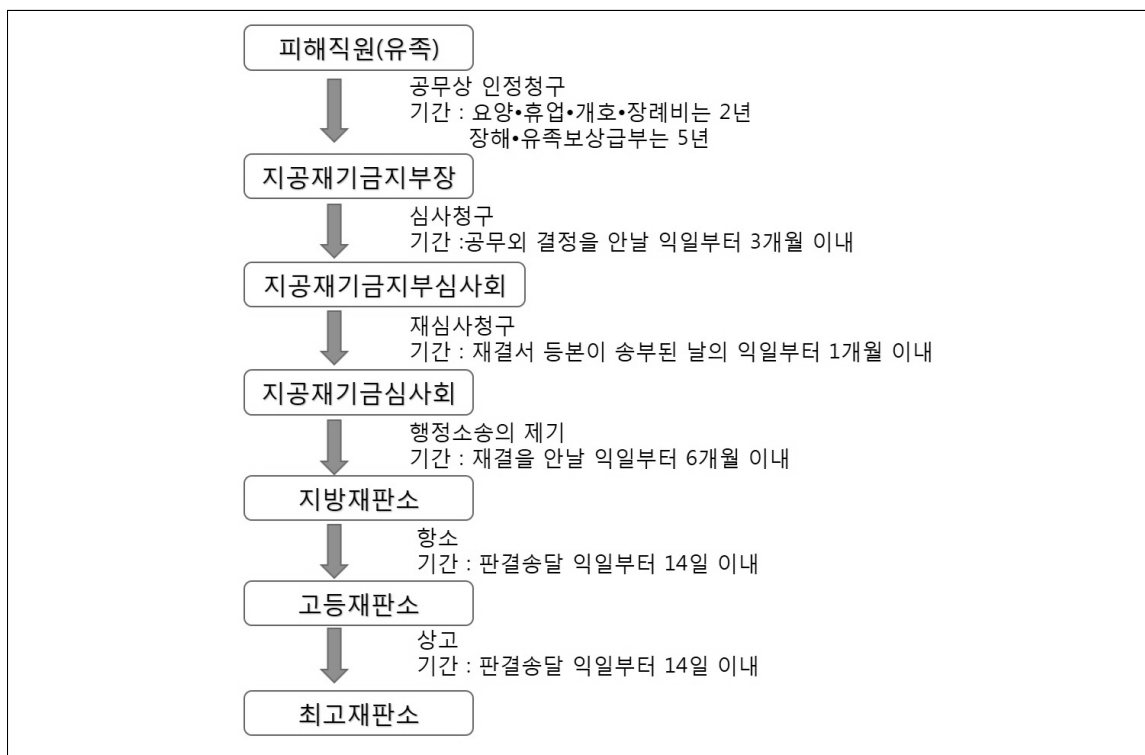 피해직원(유족)
공무상 인정청구
기간 : 요양•휴업•개호•장례비는 2년
장해•유족보상급부는 5년
지공재기금지부장
심사청구
기간 :공무외 결정을 안날 익일부터 3개월 이내
지공재기금지부심사회
재심사청구
기간 : 재결서 등본이 송부된 날의 익일부터 1개월 이내
지공재기금심사회
행정소송의 제기
기간 : 재결을 안날 익일부터 6개월 이내
지방재판소
항소
기간 : 판결송달 익일부터 14일 이내
고등재판소
상고
기간 : 판결송달 익일부터 14일 이내
최고재판소